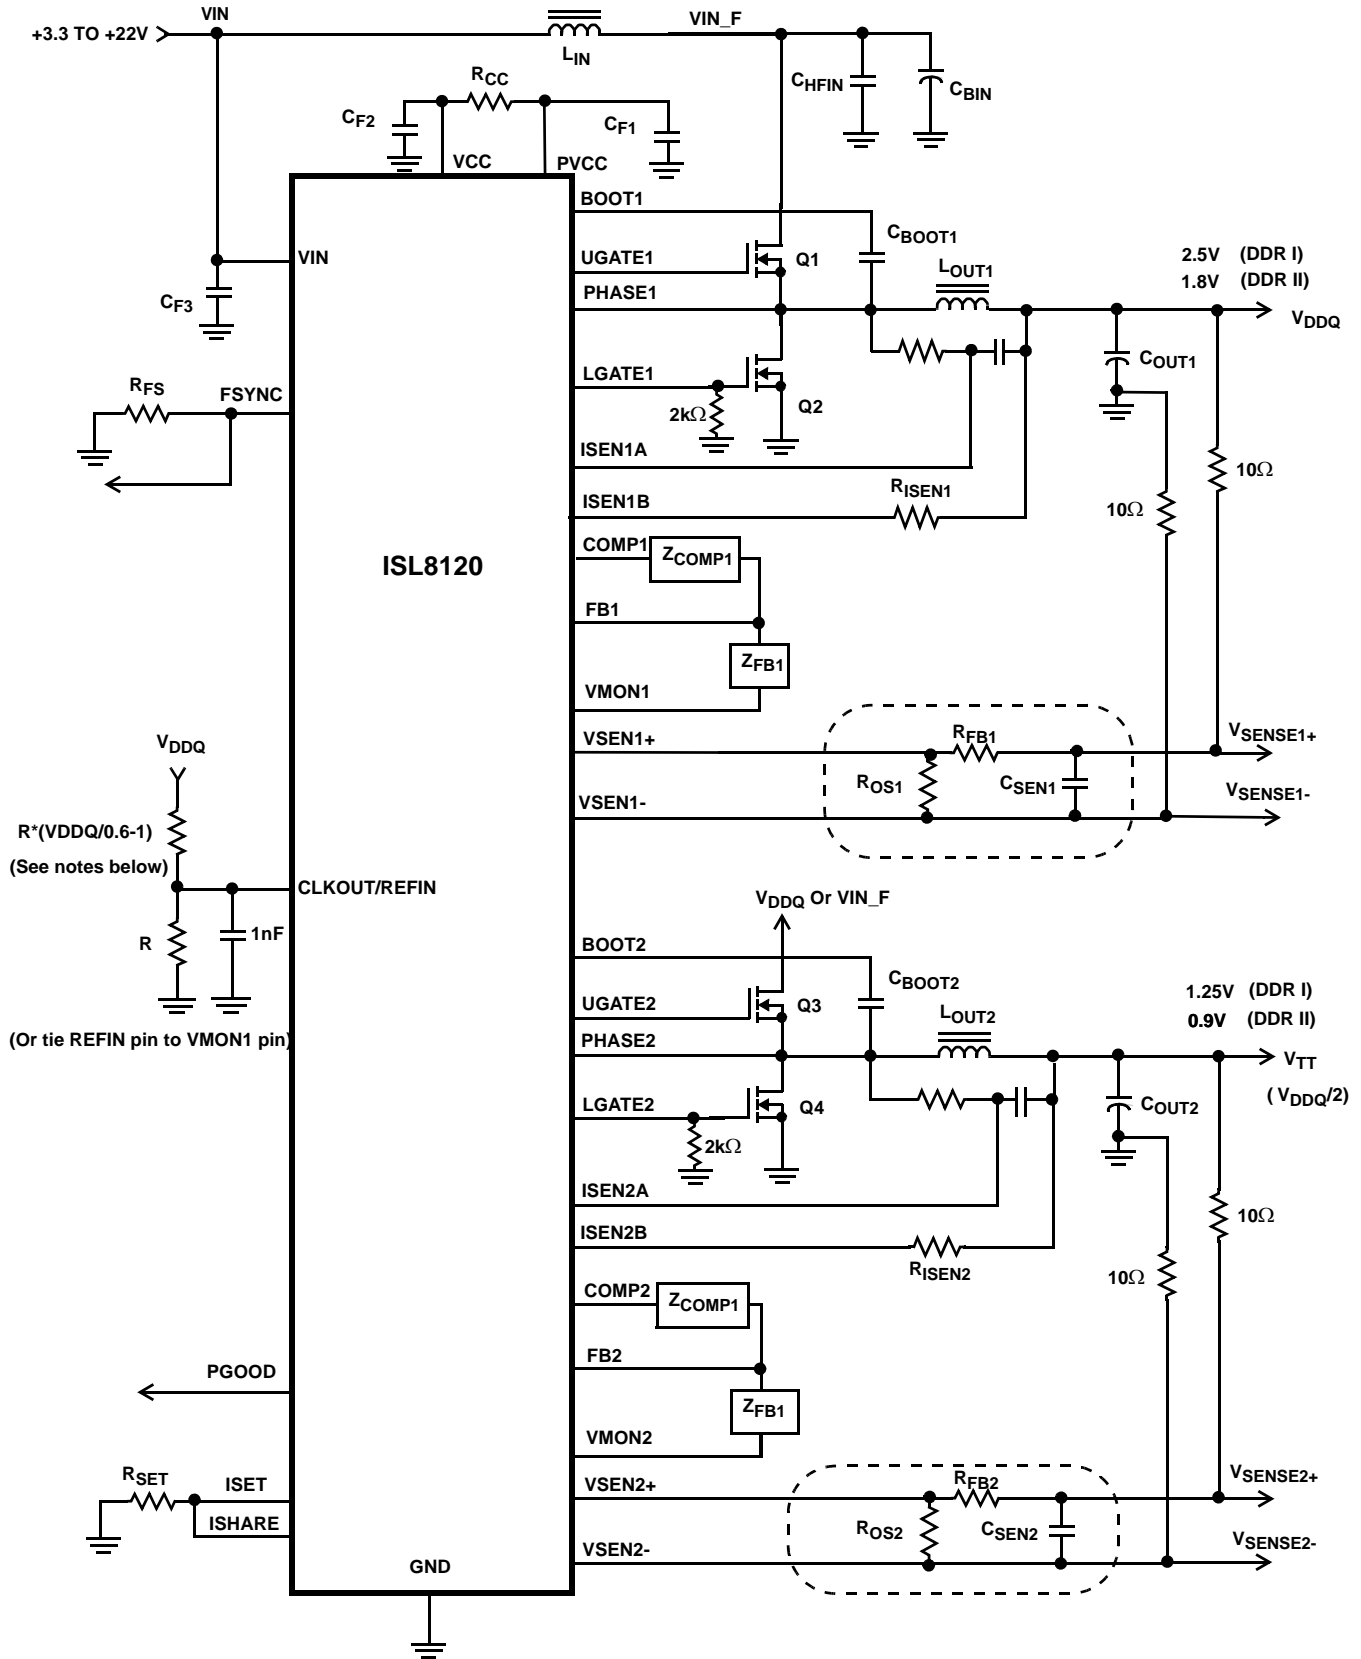 VIN
+3.3 TO +22V
LIN
VIN_F
CHFIN
CBIN
RCC
CF2
CF1
VCC
PVCC
BOOT1
CBOOT1
UGATE1
Q1
VIN
CF3
PHASE1
LOUT1
2.5V (DDR I)
1.8V (DDR II)
VDDQ
COUT1
LGATE1
2kΩ
Q2
RFS
FSYNC
ISEN1A
ISEN1B
RISEN1
10Ω
10Ω
ISL8120
COMP1
ZCOMP1
FB1
ZFB1
VMON1
VSEN1+
RFB1
VSENSE1+
ROS1
CSEN1
VSEN1-
VSENSE1-
VDDQ
R*(VDDQ/0.6-1)
(See notes below)
CLKOUT/REFIN
R
1nF
(Or tie REFIN pin to VMON1 pin)
VDDQ Or VIN_F
BOOT2
CBOOT2
UGATE2
Q3
PHASE2
LOUT2
1.25V (DDR I)
0.9V (DDR II)
VTT
(VDDQ/2)
COUT2
LGATE2
2kΩ
Q4
ISEN2A
ISEN2B
RISEN2
10Ω
10Ω
COMP2
ZCOMP1
FB2
ZFB1
VMON2
PGOOD
RSET
ISET
ISHARE
VSEN2+
RFB2
VSENSE2+
ROS2
CSEN2
VSEN2-
VSENSE2-
GND